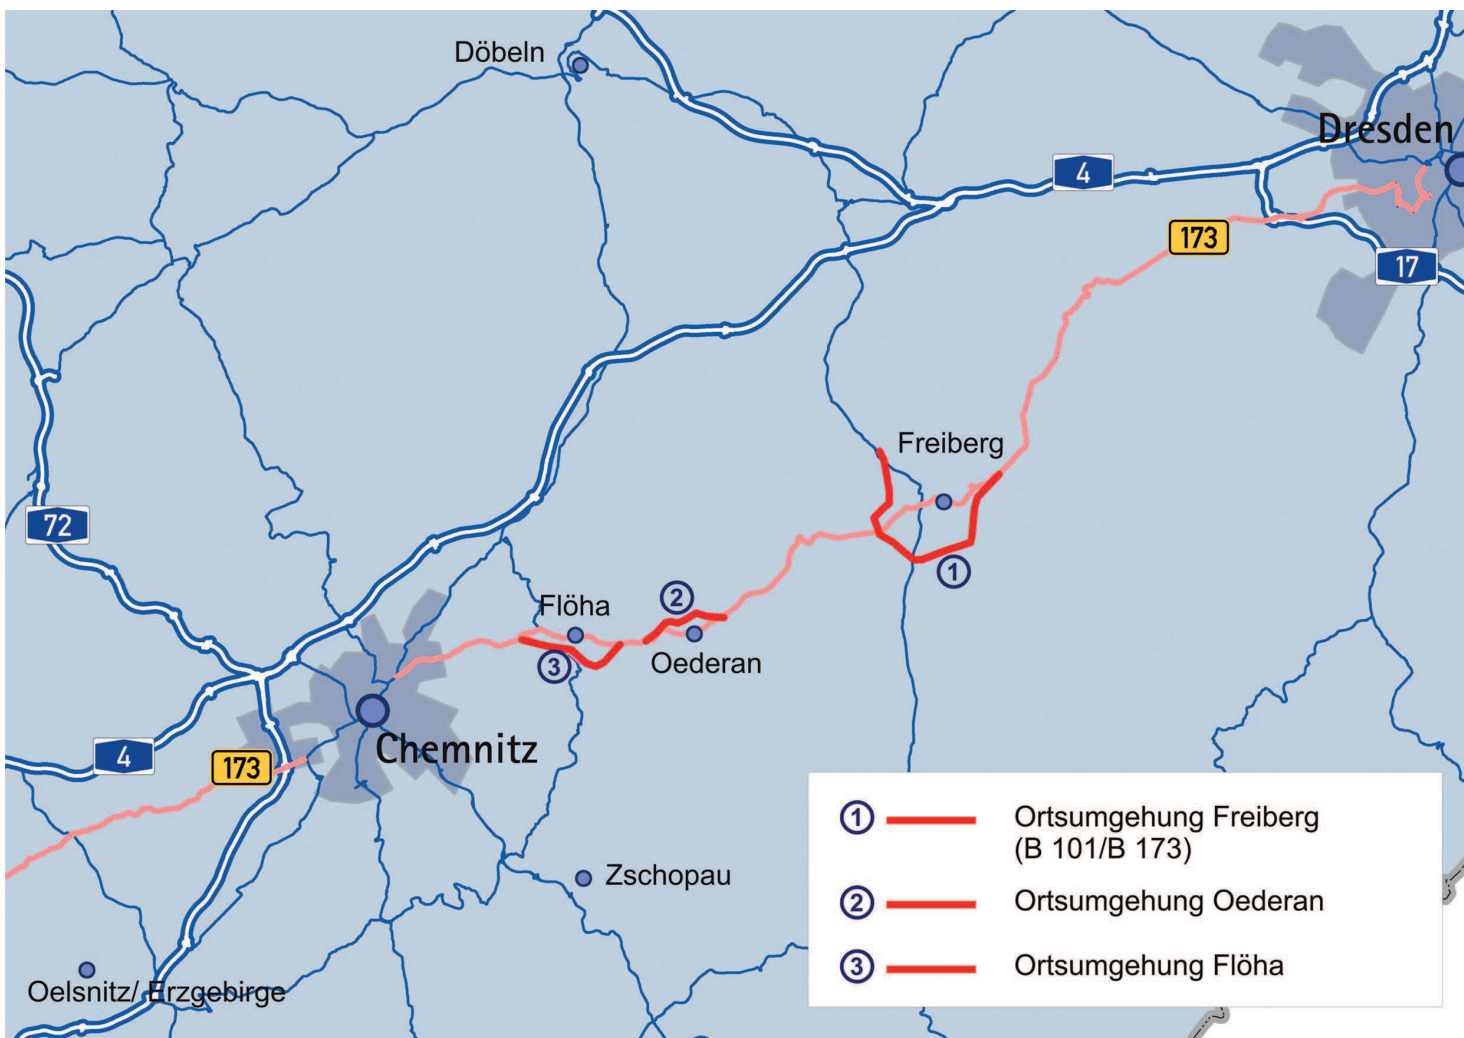 Döbeln
Dresden
4
173
17
Freiberg
72
1
2
Flöha
3
Oederan
Chemnitz
4
173
Zschopau
Oelsnitz/ Erzgebirge
1 Ortsumgehung Freiberg
(B 101/B 173)
2 Ortsumgehung Oederan
3 Ortsumgehung Flöha